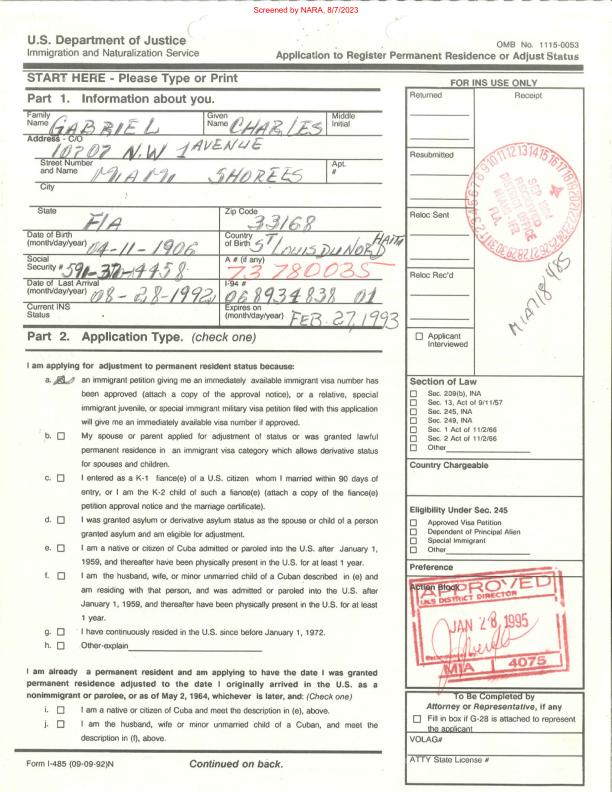 Screened by NARA, 8/7/2023
U.S. Department of Justice
Immigration and Naturalization Service
OMB No. 1115-0053
Application to Register Permanent Residence or Adjust Status
START HERE - Please Type or Print
Part 1. Information about you.
Family Name GABRIEL
Given Name CHARLES
Middle Initial
Address - C/O
10707 N.W 1 AVENUE
Street Number and Name MIAMI SHORES
Apt. #
City
State FlA
Zip Code 33168
Date of Birth (month/day/year) 04-11-1906
Country of Birth ST LOUIS DU NORD HAITI
Social Security # 591-37-4458
A # (if any) 73 780035
Date of Last Arrival (month/day/year) 08-28-1992
I-94 # 068934838 01
Current INS Status
Expires on (month/day/year) FEB. 27, 1993
Part 2. Application Type. (check one)
I am applying for adjustment to permanent resident status because:
a. an immigrant petition giving me an immediately available immigrant visa number has
been approved (attach a copy of the approval notice), or a relative, special
immigrant juvenile, or special immigrant military visa petition filed with this application
will give me an immediately available visa number if approved.
b. ☐ My spouse or parent applied for adjustment of status or was granted lawful
permanent residence in an immigrant visa category which allows derivative status
for spouses and children.
c. ☐ I entered as a K-1 fiance(e) of a U.S. citizen whom I married within 90 days of
entry, or I am the K-2 child of such a fiance(e) (attach a copy of the fiance(e)
petition approval notice and the marriage certificate).
d. ☐ I was granted asylum or derivative asylum status as the spouse or child of a person
granted asylum and am eligible for adjustment.
e. ☐ I am a native or citizen of Cuba admitted or paroled into the U.S. after January 1,
1959, and thereafter have been physically present in the U.S. for at least 1 year.
f. ☐ I am the husband, wife, or minor unmarried child of a Cuban described in (e) and
am residing with that person, and was admitted or paroled into the U.S. after
January 1, 1959, and thereafter have been physically present in the U.S. for at least
1 year.
g. ☐ I have continuously resided in the U.S. since before January 1, 1972.
h. ☐ Other-explain
I am already a permanent resident and am applying to have the date I was granted
permanent residence adjusted to the date I originally arrived in the U.S. as a
nonimmigrant or parolee, or as of May 2, 1964, whichever is later, and: (Check one)
i. ☐ I am a native or citizen of Cuba and meet the description in (e), above.
j. ☐ I am the husband, wife or minor unmarried child of a Cuban, and meet the
description in (f), above.
Form I-485 (09-09-92)N
Continued on back.
FOR INS USE ONLY
Returned
Receipt
Resubmitted
Reloc Sent
Reloc Rec'd
MIA718485
☐ Applicant Interviewed
Section of Law
☐ Sec. 209(b), INA
☐ Sec. 13, Act of 9/11/57
☐ Sec. 245, INA
☐ Sec. 249, INA
☐ Sec. 1 Act of 11/2/66
☐ Sec. 2 Act of 11/2/66
☐ Other
Country Chargeable
Eligibility Under Sec. 245
☐ Approved Visa Petition
☐ Dependent of Principal Alien
☐ Special Immigrant
☐ Other
Preference
Action Block
APPROVED
U.S DISTRICT DIRECTOR
JAN 28, 1995
MIA 4075
To Be Completed by
Attorney or Representative, if any
☐ Fill in box if G-28 is attached to represent
the applicant
VOLAG#
ATTY State License #